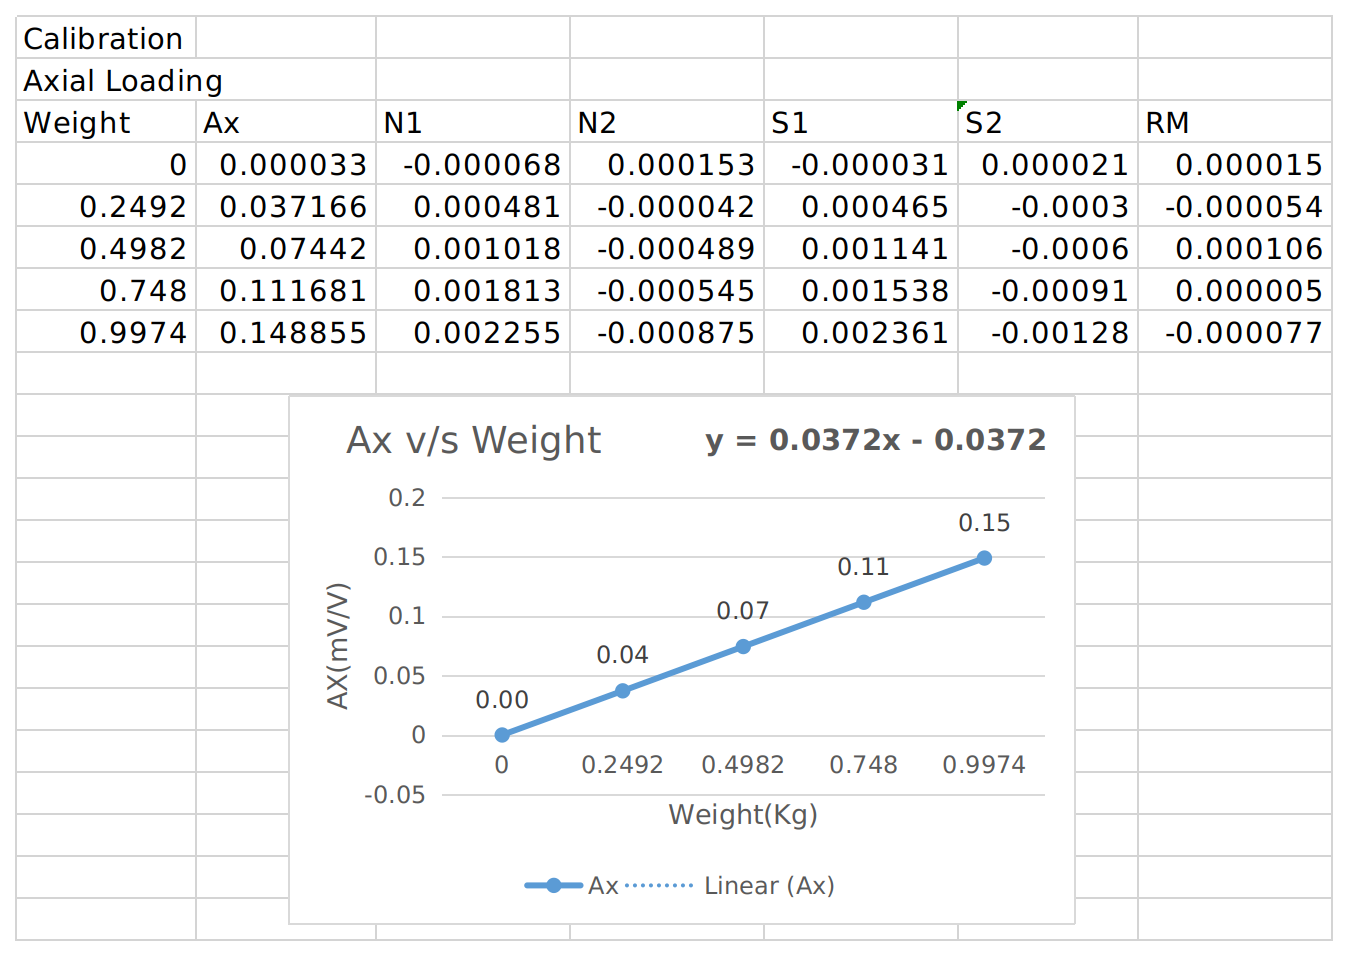 Calibration
Axial Loading
Weight Ax N1 N2 S1 S2 RM
0 0.000033 -0.000068 0.000153 -0.000031 0.000021 0.000015
0.2492 0.037166 0.000481 -0.000042 0.000465 -0.0003 -0.000054
0.4982 0.07442 0.001018 -0.000489 0.001141 -0.0006 0.000106
0.748 0.111681 0.001813 -0.000545 0.001538 -0.00091 0.000005
0.9974 0.148855 0.002255 -0.000875 0.002361 -0.00128 -0.000077
Ax v/s Weight
y = 0.0372x - 0.0372
0.2
0.15
0.1
0.05
0
-0.05
AX(mV/V)
0.00
0.04
0.07
0.11
0.15
0 0.2492 0.4982 0.748 0.9974
Weight(Kg)
Ax Linear (Ax)